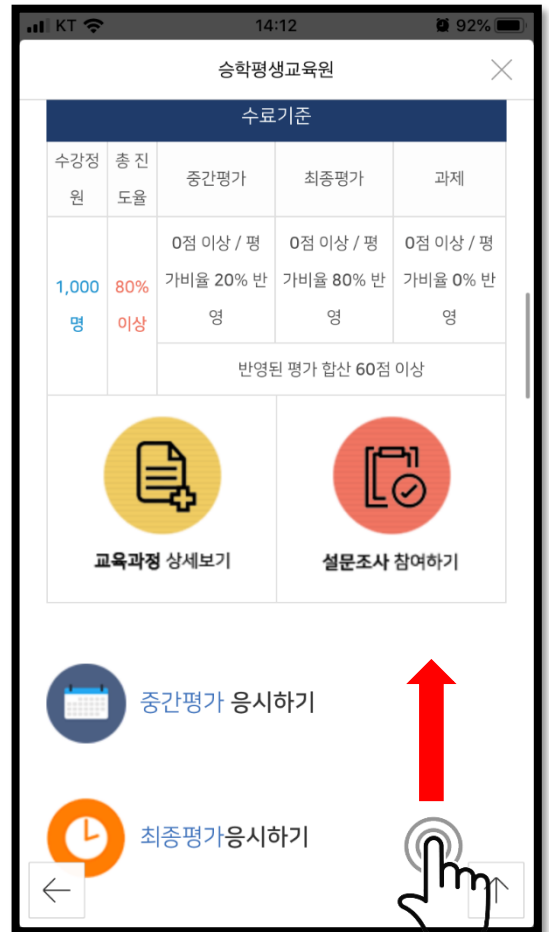 KT 14:12 92%
승학평생교육원
수료기준
수강정
원
총 진
도율
중간평가
최종평가
과제
1,000
명
80%
이상
0점 이상 / 평
가비율 20% 반
영
0점 이상 / 평
가비율 80% 반
영
0점 이상 / 평
가비율 0% 반
영
반영된 평가 합산 60점 이상
교육과정 상세보기
설문조사 참여하기
중간평가 응시하기
최종평가응시하기